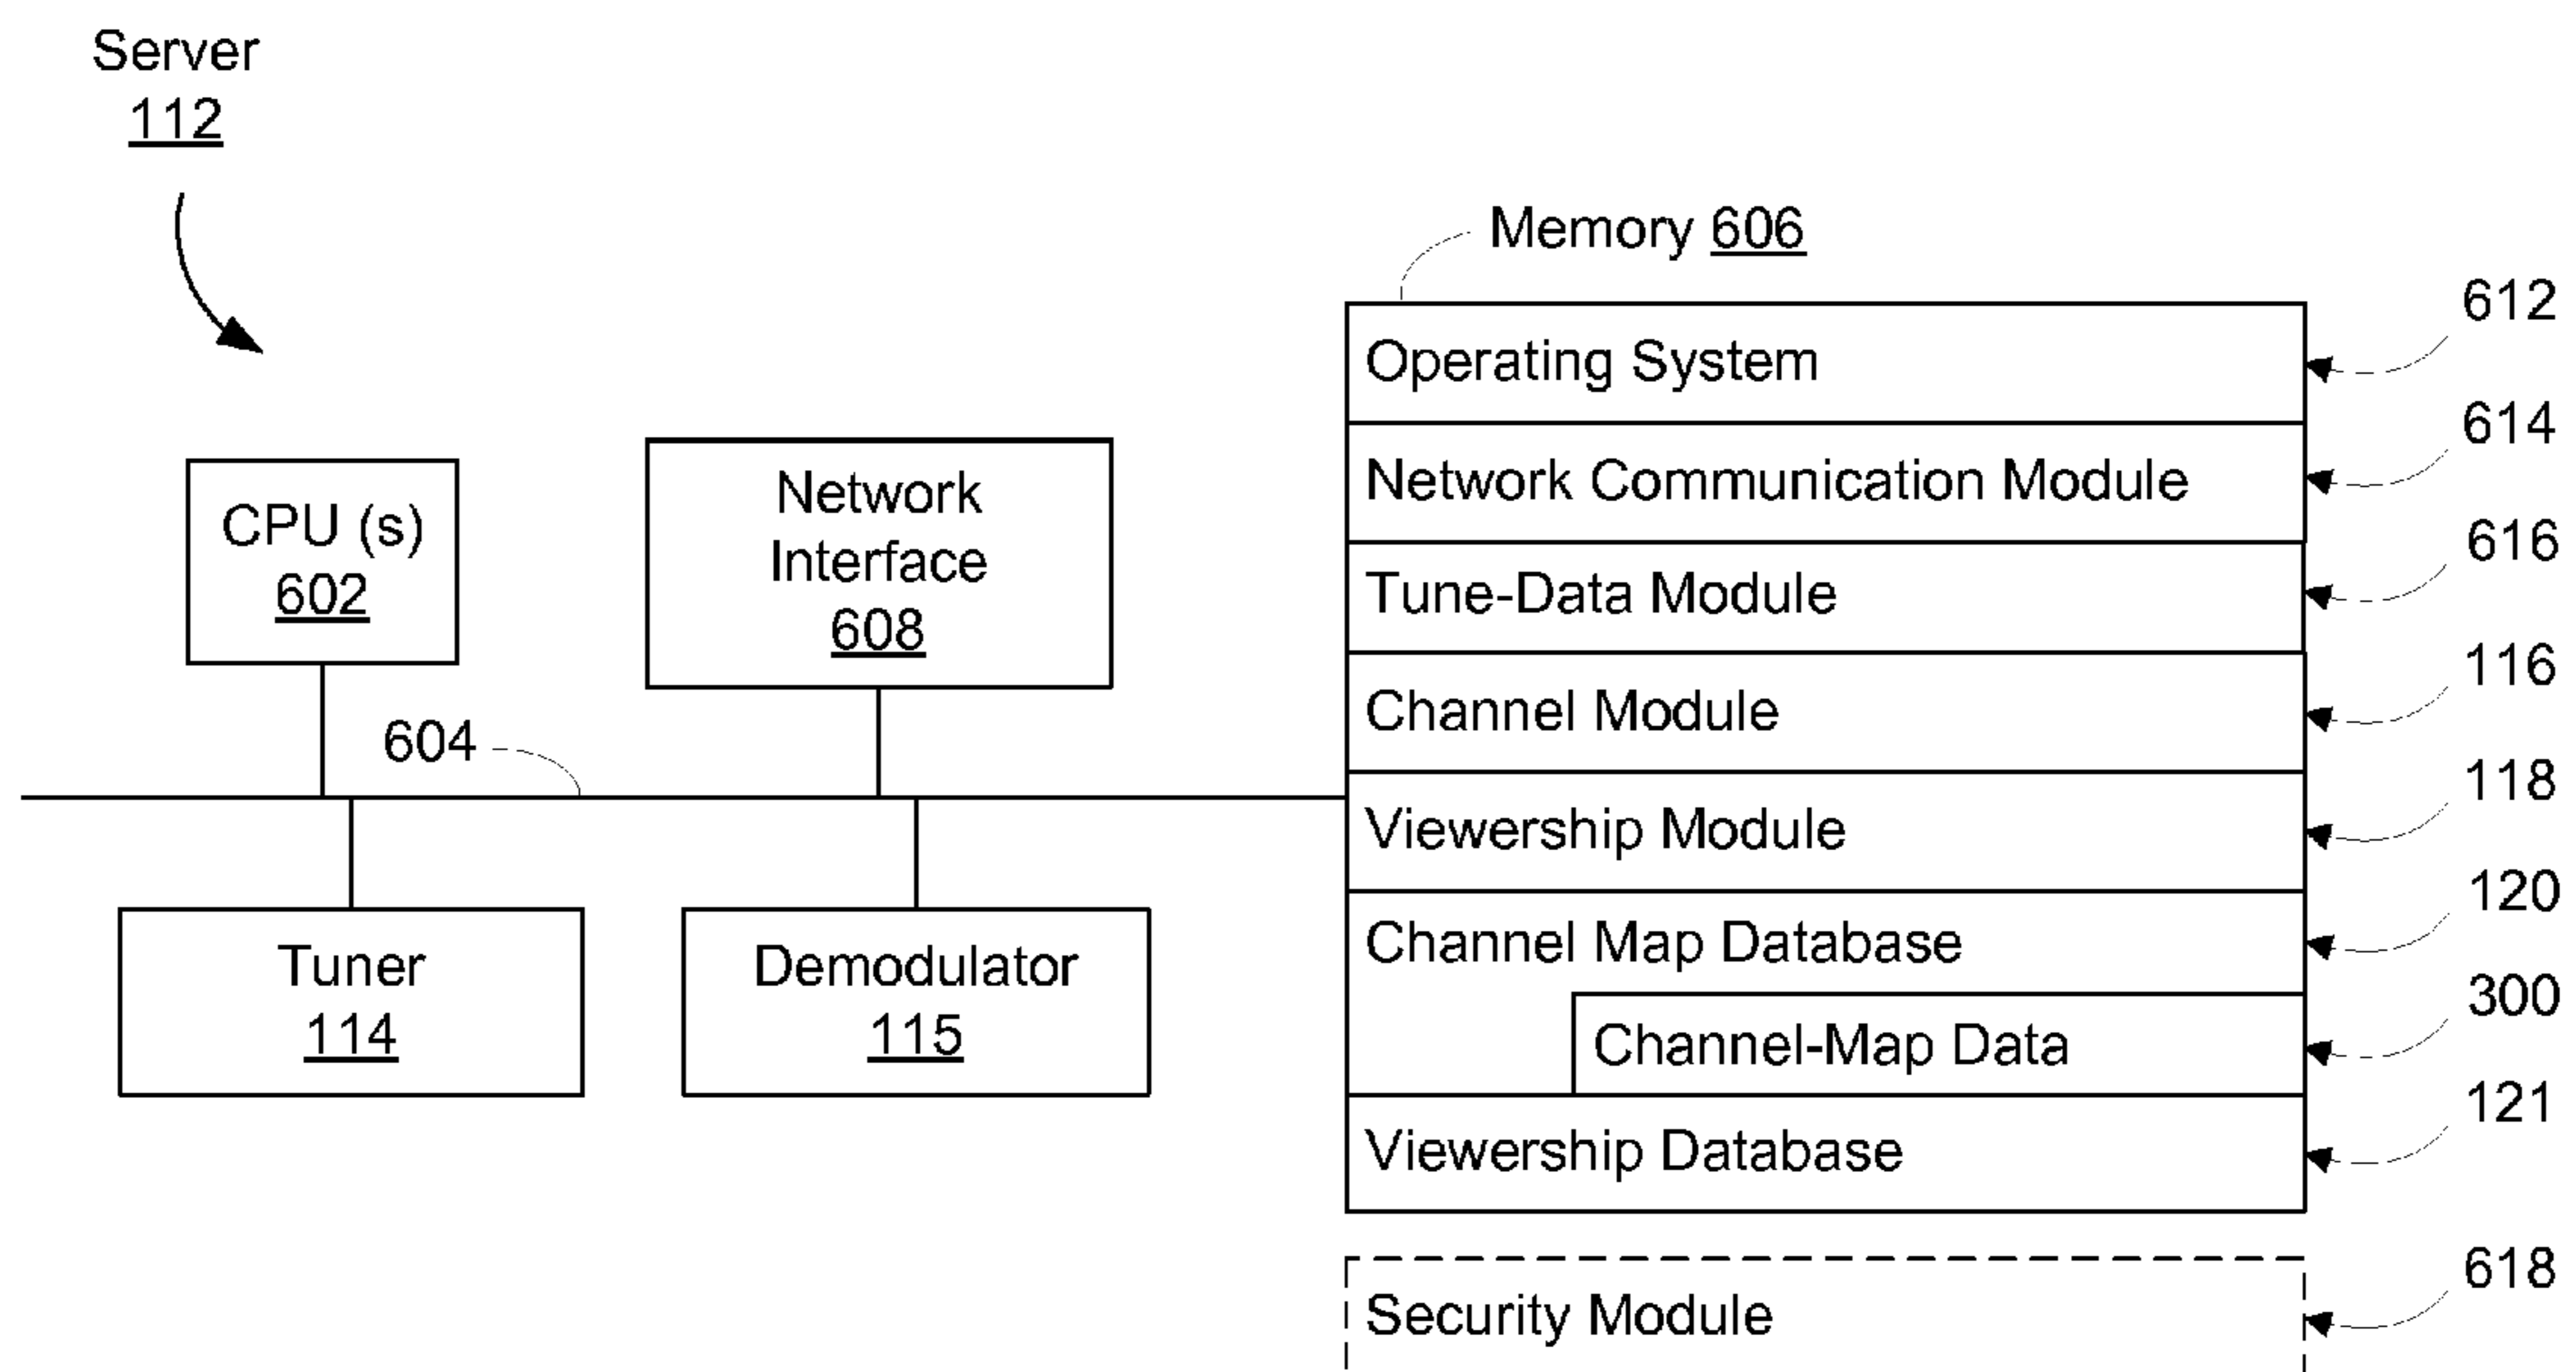 Server
112
Memory 606
Operating System
612
Network Communication Module
614
Tune-Data Module
616
Channel Module
116
Viewership Module
118
Channel Map Database
120
Channel-Map Data
300
Viewership Database
121
Security Module
618
CPU (s)
602
Network
Interface
608
604
Tuner
114
Demodulator
115